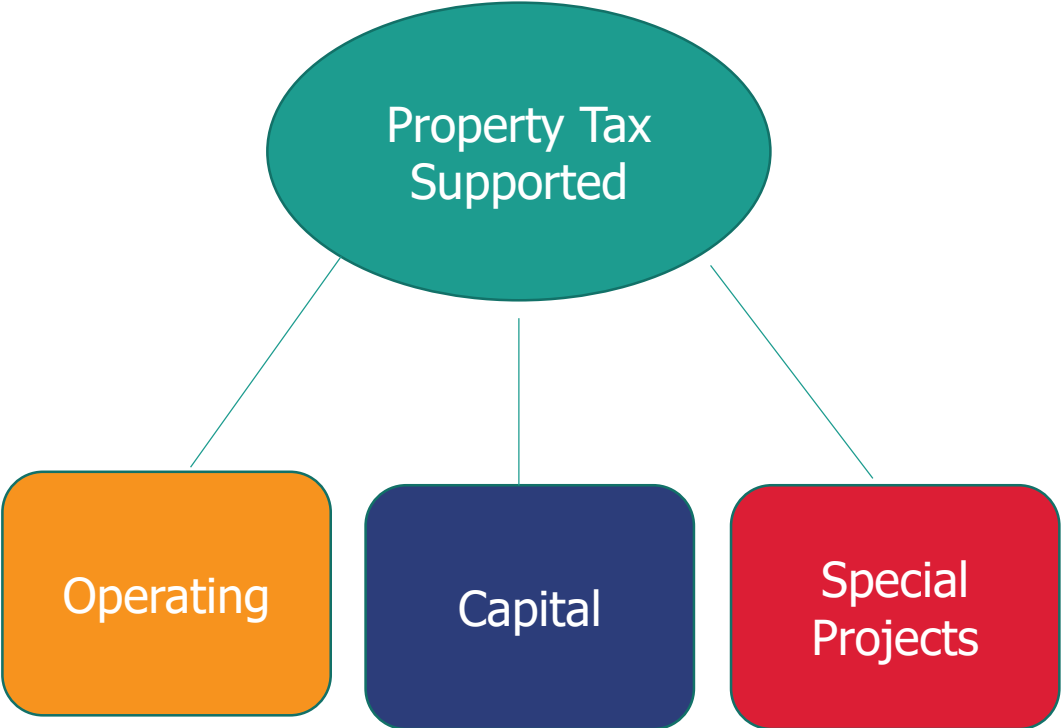 Property Tax
Supported
Operating
Capital
Special
Projects